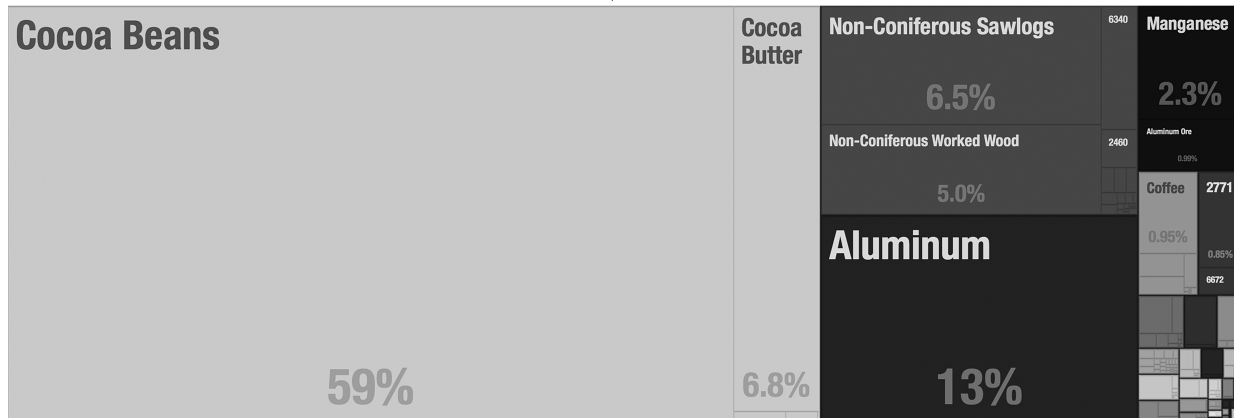 Cocoa Beans
59%
Cocoa
Butter
6.8%
Non-Coniferous Sawlogs
6.5%
6340
Non-Coniferous Worked Wood
5.0%
2460
Aluminum
13%
Manganese
2.3%
Aluminum Ore
0.99%
Coffee
0.95%
2771
0.85%
6672